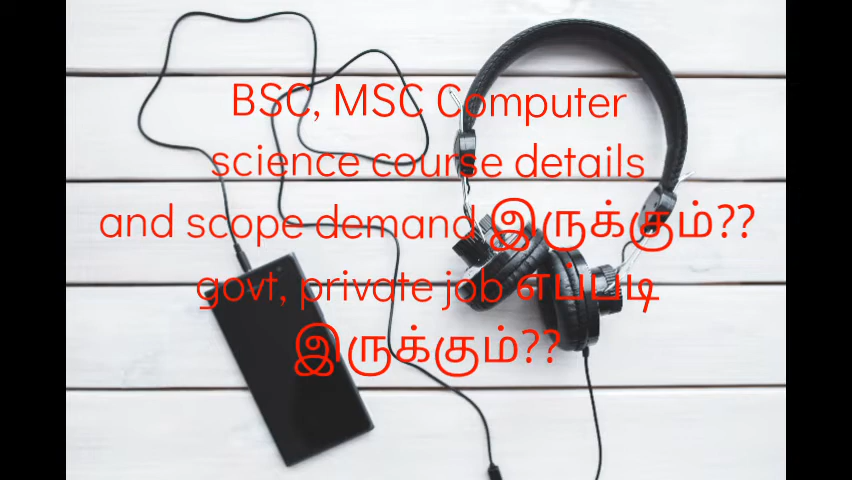 BSC, MSC Computer
science course details
and scope demand இருக்கும்??
govt, private job எப்படி
இருக்கும்??